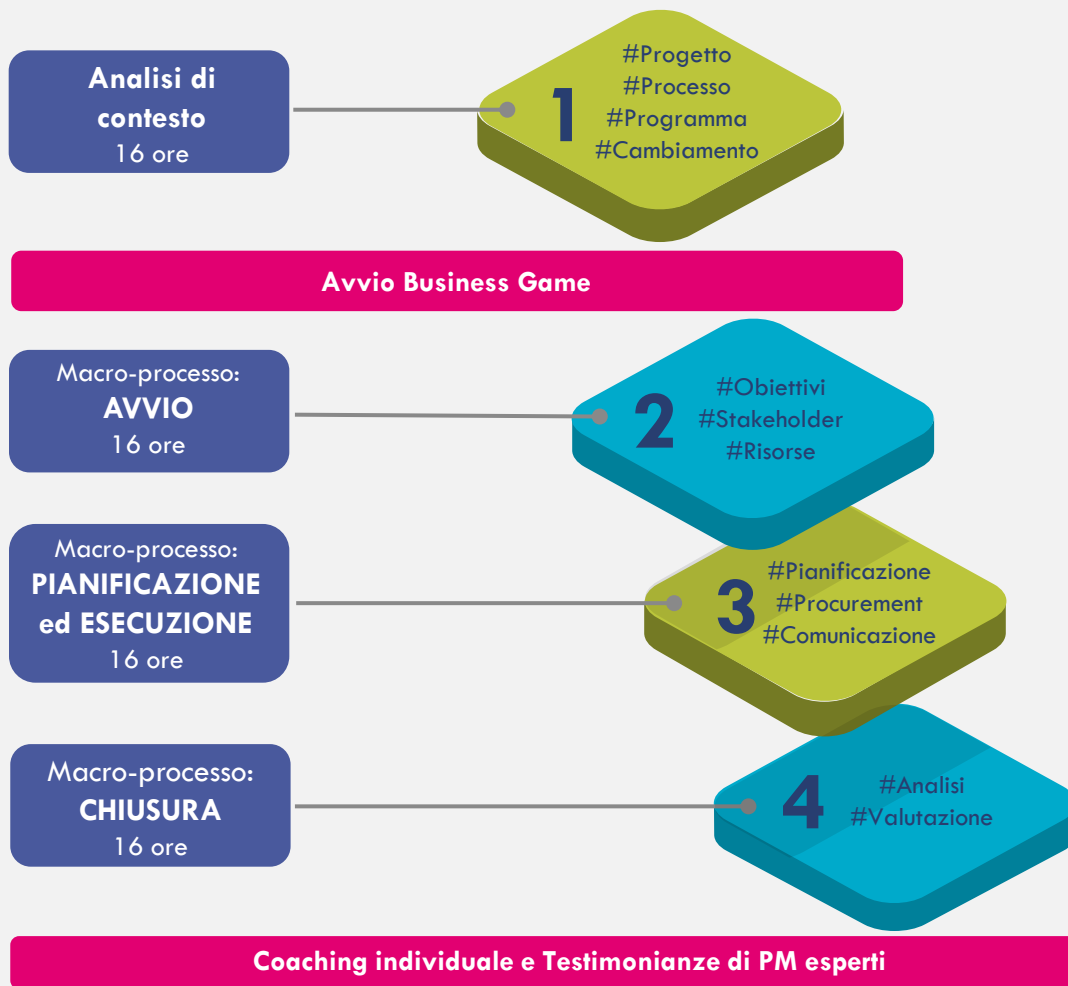 Analisi di
contesto
16 ore
1
#Progetto
#Processo
#Programma
#Cambiamento
Avvio Business Game
Macro-processo:
AVVIO
16 ore
2
#Obiettivi
#Stakeholder
#Risorse
Macro-processo:
PIANIFICAZIONE
ed ESECUZIONE
16 ore
3
#Pianificazione
#Procurement
#Comunicazione
Macro-processo:
CHIUSURA
16 ore
4
#Analisi
#Valutazione
Coaching individuale e Testimonianze di PM esperti